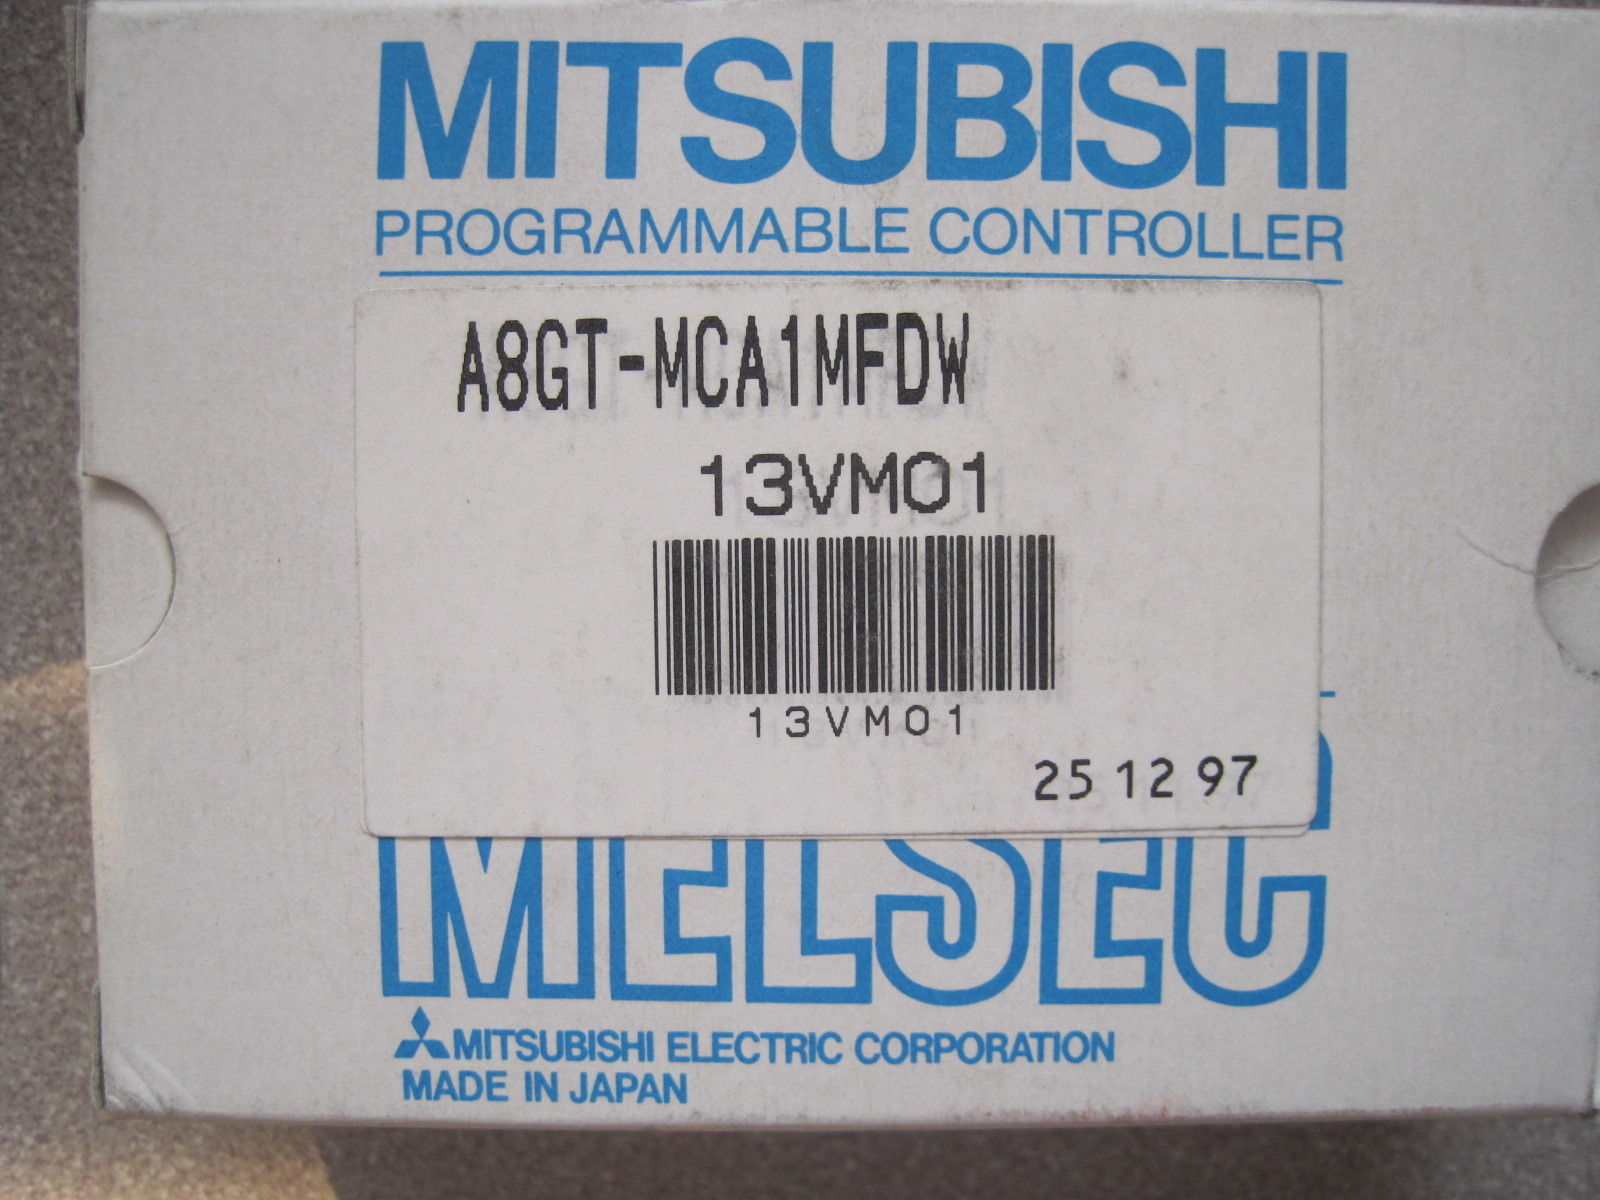 MITSUBISHI
PROGRAMMABLE CONTROLLER
A8GT-MCA1MFDW
13VM01
13VM01
25 12 97
MELSEC
MITSUBISHI ELECTRIC CORPORATION
MADE IN JAPAN